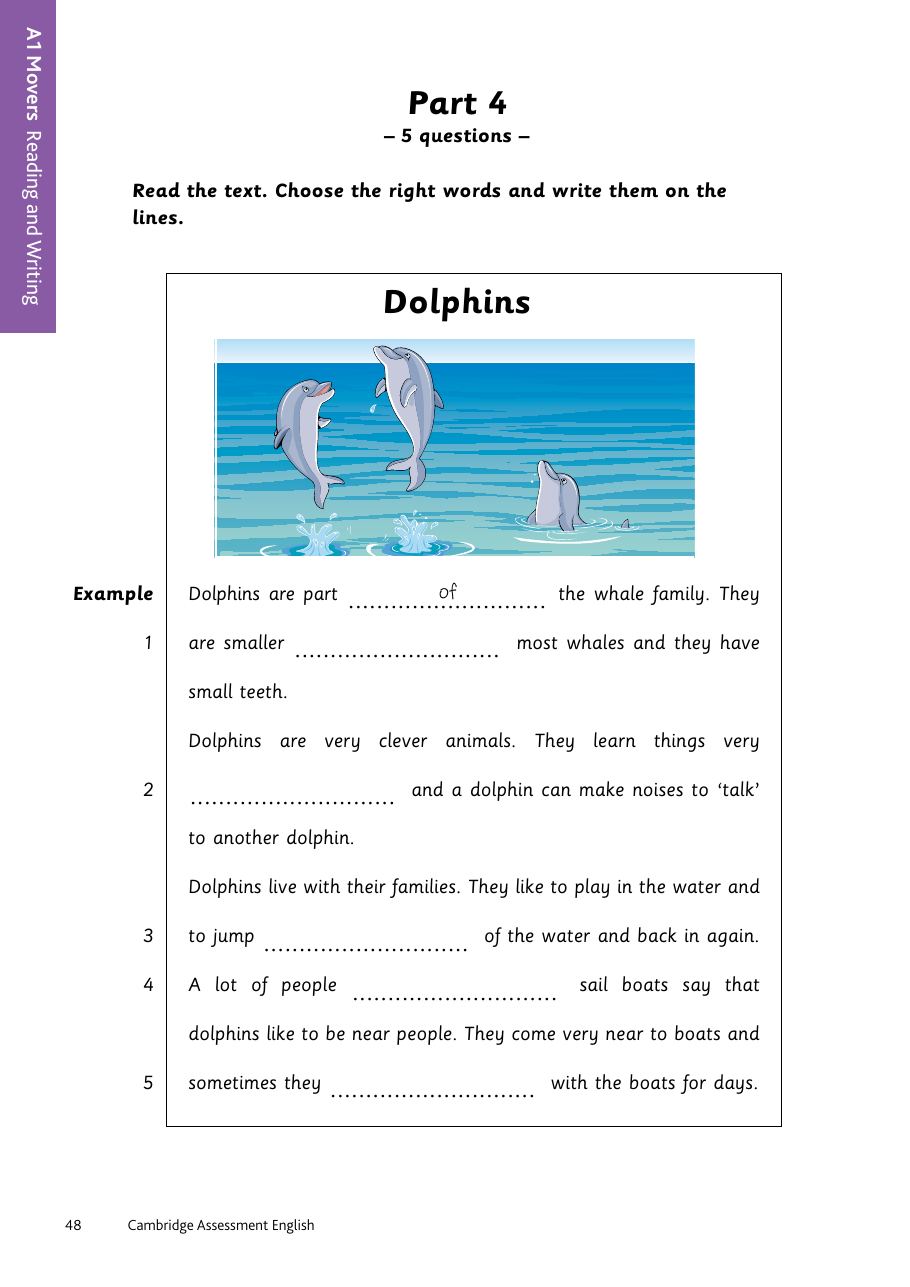 A1 Movers Reading and Writing
Part 4
– 5 questions –
Read the text. Choose the right words and write them on the
lines.
Dolphins
Example Dolphins are part ............................ of the whale family. They
1 are smaller ............................ most whales and they have
small teeth.
Dolphins are very clever animals. They learn things very
2 ............................ and a dolphin can make noises to ‘talk’
to another dolphin.
Dolphins live with their families. They like to play in the water and
3 to jump ............................ of the water and back in again.
4 A lot of people ............................ sail boats say that
dolphins like to be near people. They come very near to boats and
5 sometimes they ............................ with the boats for days.
48 Cambridge Assessment English